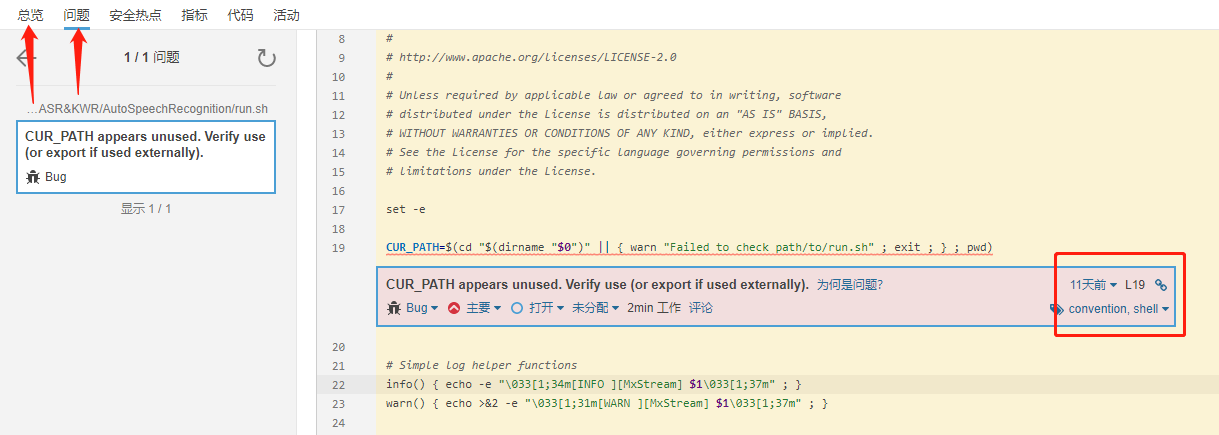 总览 问题 安全热点 指标 代码 活动
1 / 1 问题
…ASR&KWR/AutoSpeechRecognition/run.sh
CUR_PATH appears unused. Verify use
(or export if used externally).
Bug
显示 1 / 1
8 #
9 # http://www.apache.org/licenses/LICENSE-2.0
10 #
11 # Unless required by applicable law or agreed to in writing, software
12 # distributed under the License is distributed on an "AS IS" BASIS,
13 # WITHOUT WARRANTIES OR CONDITIONS OF ANY KIND, either express or implied.
14 # See the License for the specific language governing permissions and
15 # limitations under the License.
16
17 set -e
18
19 CUR_PATH=$(cd "$(dirname "$0")" || { warn "Failed to check path/to/run.sh" ; exit ; } ; pwd)
CUR_PATH appears unused. Verify use (or export if used externally). 为何是问题? 11天前 L19
Bug 主要 打开 未分配 2min 工作 评论 convention, shell
20
21 # Simple log helper functions
22 info() { echo -e "\033[1;34m[INFO ][MxStream] $1\033[1;37m" ; }
23 warn() { echo >&2 -e "\033[1;31m[WARN ][MxStream] $1\033[1;37m" ; }
24